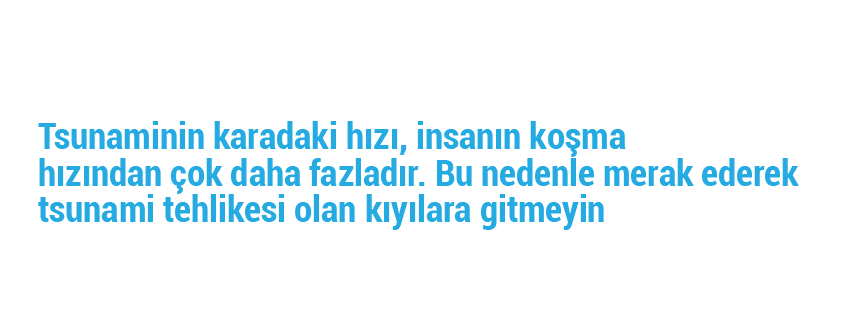 Tsunaminin karadaki hızı, insanın koşma
hızından çok daha fazladır. Bu nedenle merak ederek
tsunami tehlikesi olan kıyılara gitmeyin